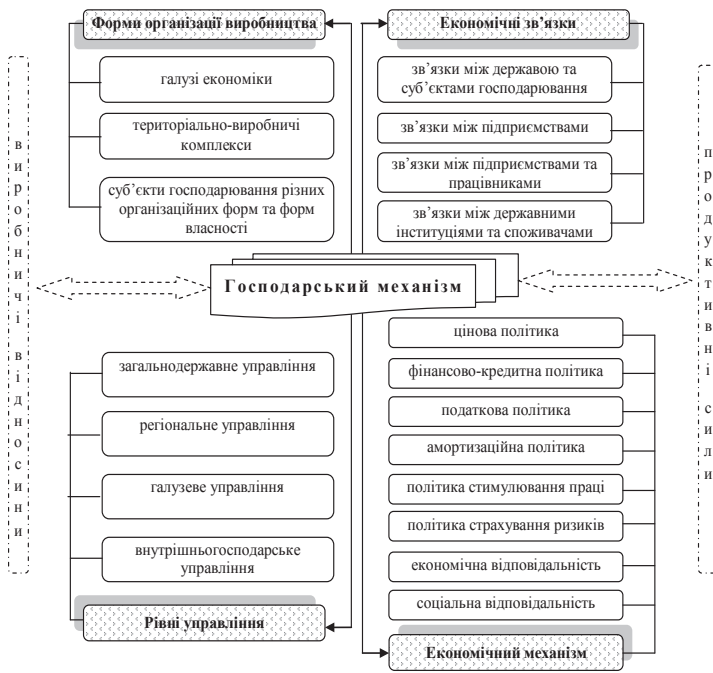 Форми організації виробництва
галузі економіки
територіально-виробничі
комплекси
суб’єкти господарювання різних
організаційних форм та форм
власності
Економічні зв’язки
зв’язки між державою та
суб’єктами господарювання
зв’язки між підприємствами
зв’язки між підприємствами та
працівниками
зв’язки між державними
інституціями та споживачами
виробничі відносини
Господарський механізм
продуктивні сили
загальнодержавне управління
регіональне управління
галузеве управління
внутрішньогосподарське
управління
Рівні управління
цінова політика
фінансово-кредитна політика
податкова політика
амортизаційна політика
політика стимулювання праці
політика страхування ризиків
економічна відповідальність
соціальна відповідальність
Економічний механізм